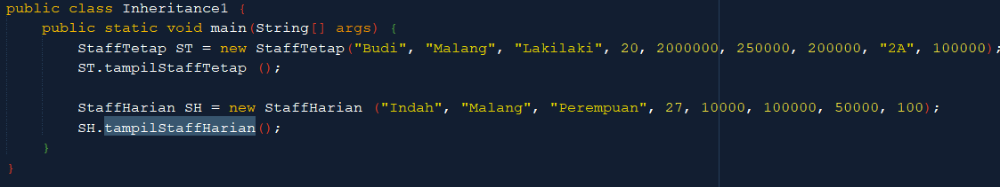 public class Inheritance1 {
public static void main(String[] args) {
StaffTetap ST = new StaffTetap("Budi", "Malang", "Lakilaki", 20, 2000000, 250000, 200000, "2A", 100000);
ST.tampilStaffTetap ();
StaffHarian SH = new StaffHarian ("Indah", "Malang", "Perempuan", 27, 10000, 100000, 50000, 100);
SH.tampilStaffHarian();
}
}